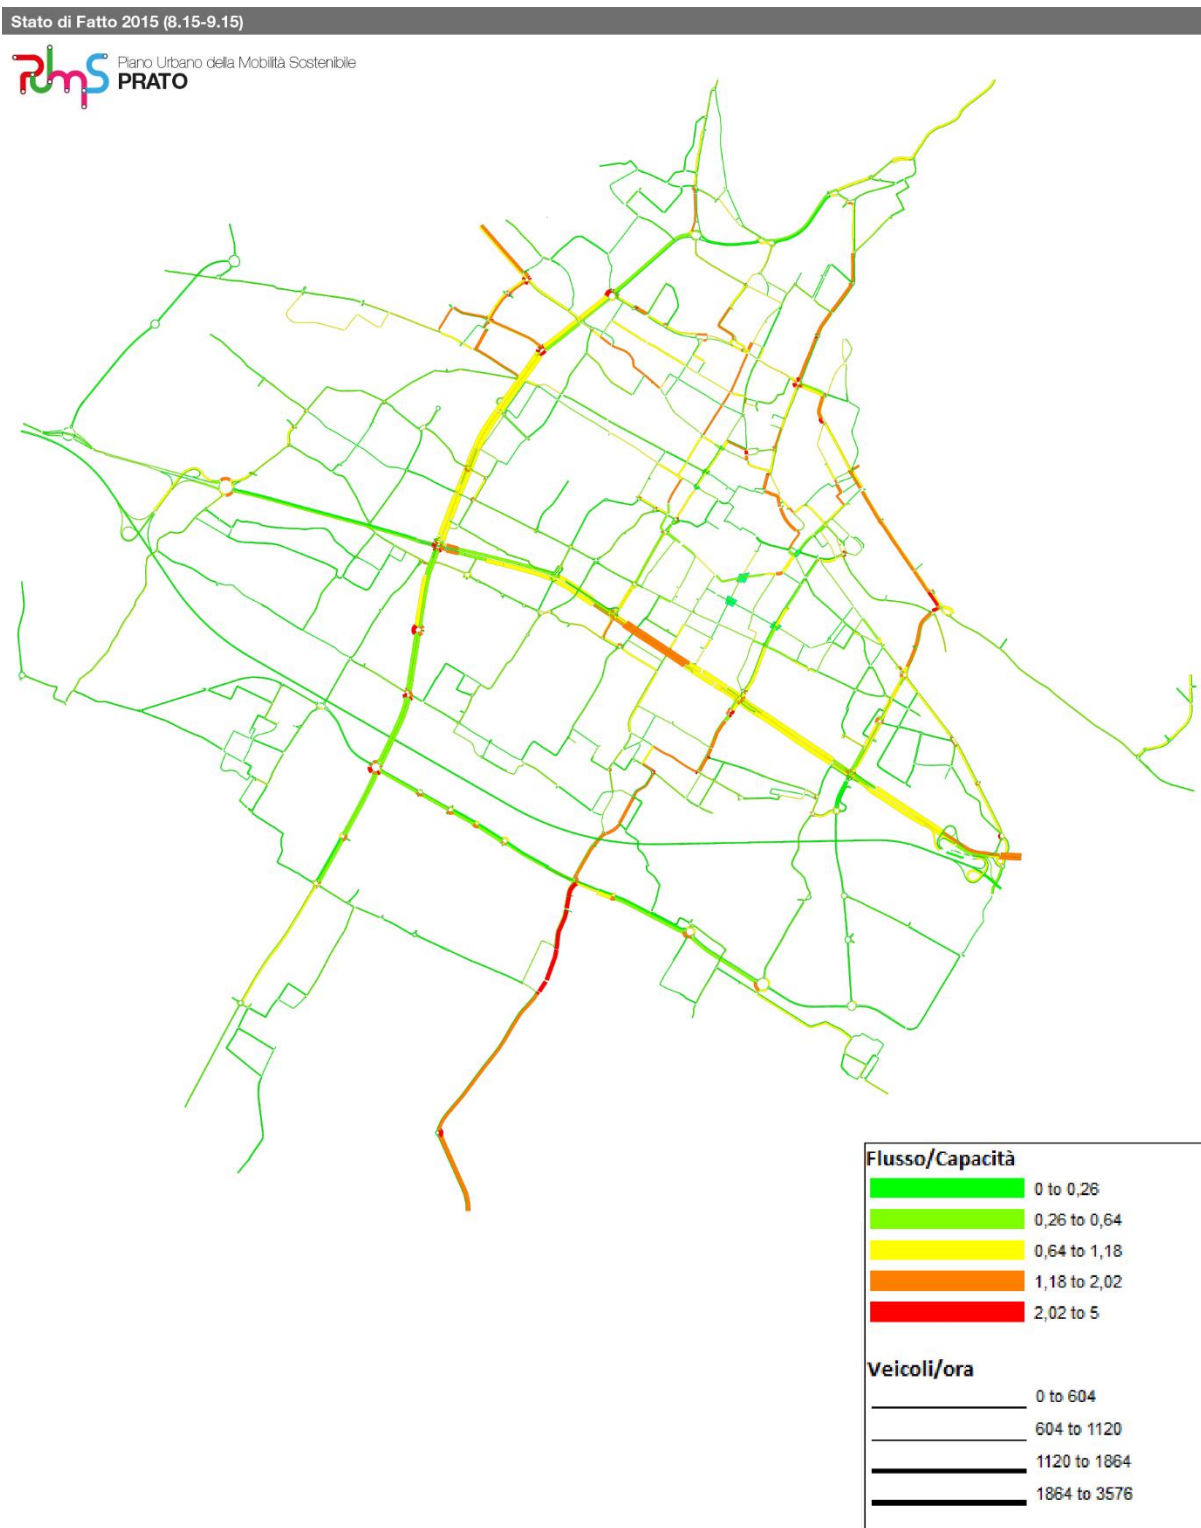 Stato di Fatto 2015 (8.15-9.15)
pums
Piano Urbano della Mobilità Sostenibile
PRATO
Flusso/Capacità
0 to 0,26
0,26 to 0,64
0,64 to 1,18
1,18 to 2,02
2,02 to 5
Veicoli/ora
0 to 604
604 to 1120
1120 to 1864
1864 to 3576